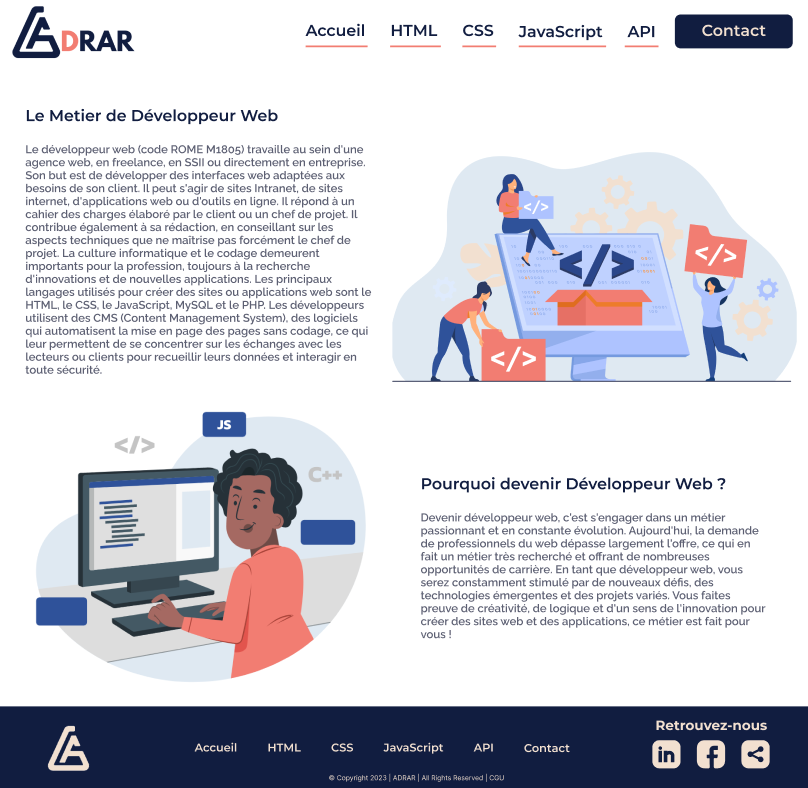 ADRAR
Accueil HTML CSS JavaScript API Contact
Le Metier de Développeur Web
Le développeur web (code ROME M1805) travaille au sein d'une
agence web, en freelance, en SSII ou directement en entreprise.
Son but est de développer des interfaces web adaptées aux
besoins de son client. Il peut s'agir de sites Intranet, de sites
internet, d'applications web ou d'outils en ligne. Il répond à un
cahier des charges élaboré par le client ou un chef de projet. Il
contribue également à sa rédaction, en conseillant sur les
aspects techniques que ne maîtrise pas forcément le chef de
projet. La culture informatique et le codage demeurent
importants pour la profession, toujours à la recherche
d'innovations et de nouvelles applications. Les principaux
langages utilisés pour créer des sites ou applications web sont le
HTML, le CSS, le JavaScript, MySQL et le PHP. Les développeurs
utilisent des CMS (Content Management System), des logiciels
qui automatisent la mise en page des pages sans codage, ce qui
leur permettent de se concentrer sur les échanges avec les
lecteurs ou clients pour recueillir leurs données et interagir en
toute sécurité.
</>
</>
</>
</>
JS
</>
C++
Pourquoi devenir Développeur Web ?
Devenir développeur web, c'est s'engager dans un métier
passionnant et en constante évolution. Aujourd'hui, la demande
de professionnels du web dépasse largement l'offre, ce qui en
fait un métier très recherché et offrant de nombreuses
opportunités de carrière. En tant que développeur web, vous
serez constamment stimulé par de nouveaux défis, des
technologies émergentes et des projets variés. Vous faites
preuve de créativité, de logique et d'un sens de l'innovation pour
créer des sites web et des applications, ce métier est fait pour
vous !
Retrouvez-nous
Accueil HTML CSS JavaScript API Contact
in f
© Copyright 2023 | ADRAR | All Rights Reserved | CGU